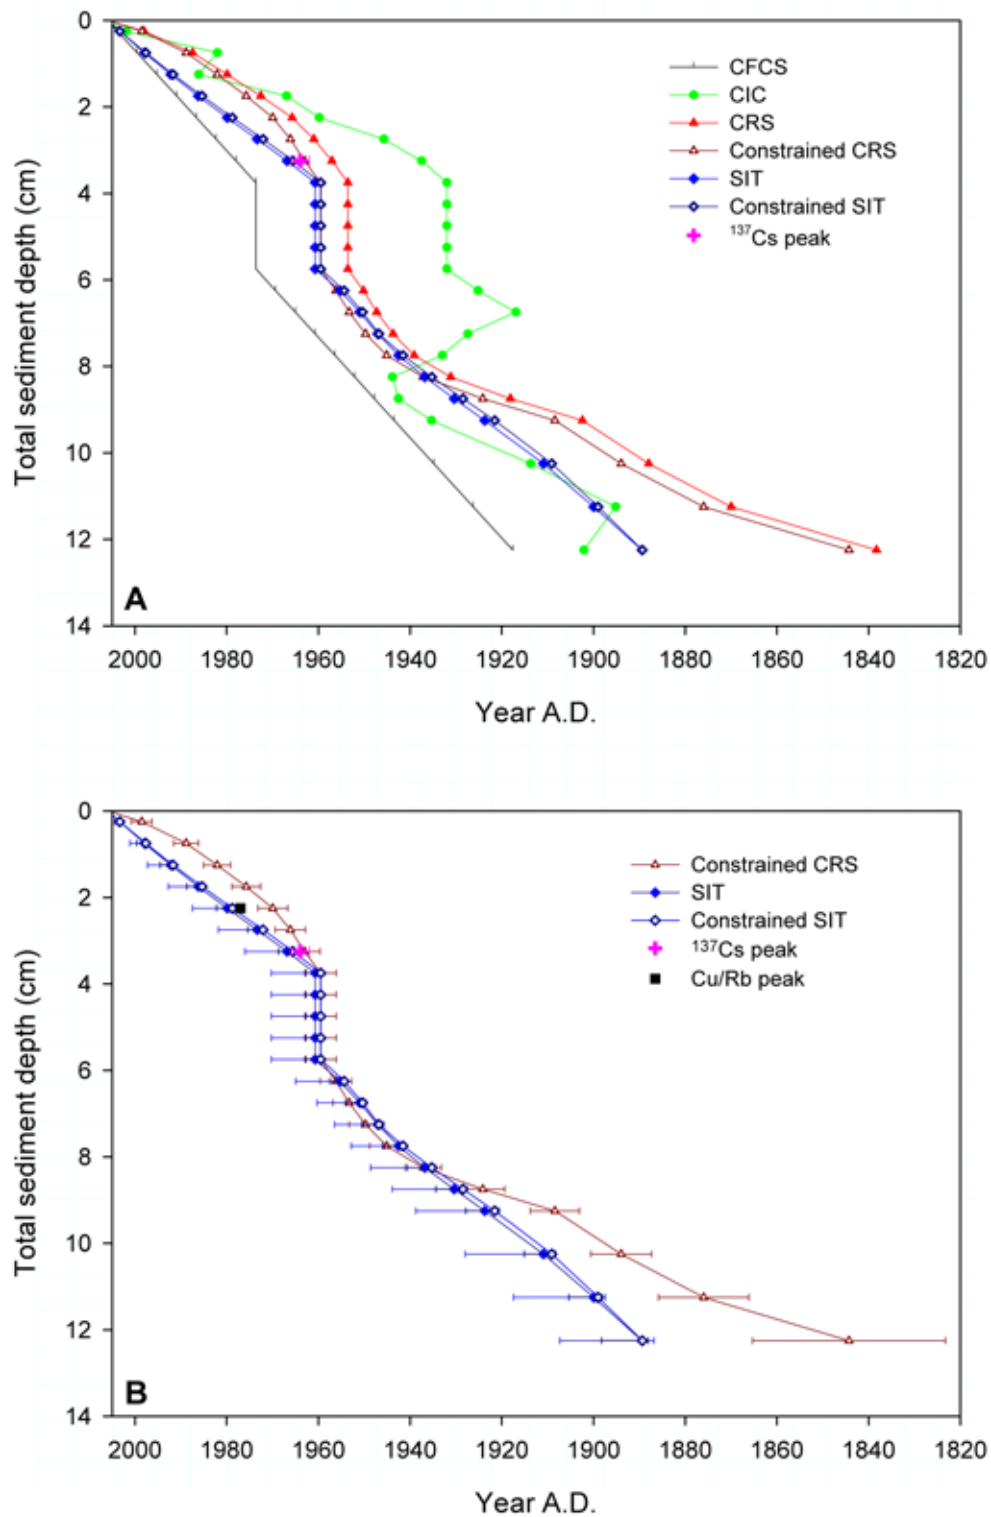 0
2
4
6
8
10
12
14
Total sediment depth (cm)
CFCS
CIC
CRS
Constrained CRS
SIT
Constrained SIT
¹³⁷Cs peak
A
2000 1980 1960 1940 1920 1900 1880 1860 1840 1820
Year A.D.
0
2
4
6
8
10
12
14
Total sediment depth (cm)
Constrained CRS
SIT
Constrained SIT
¹³⁷Cs peak
Cu/Rb peak
B
2000 1980 1960 1940 1920 1900 1880 1860 1840 1820
Year A.D.